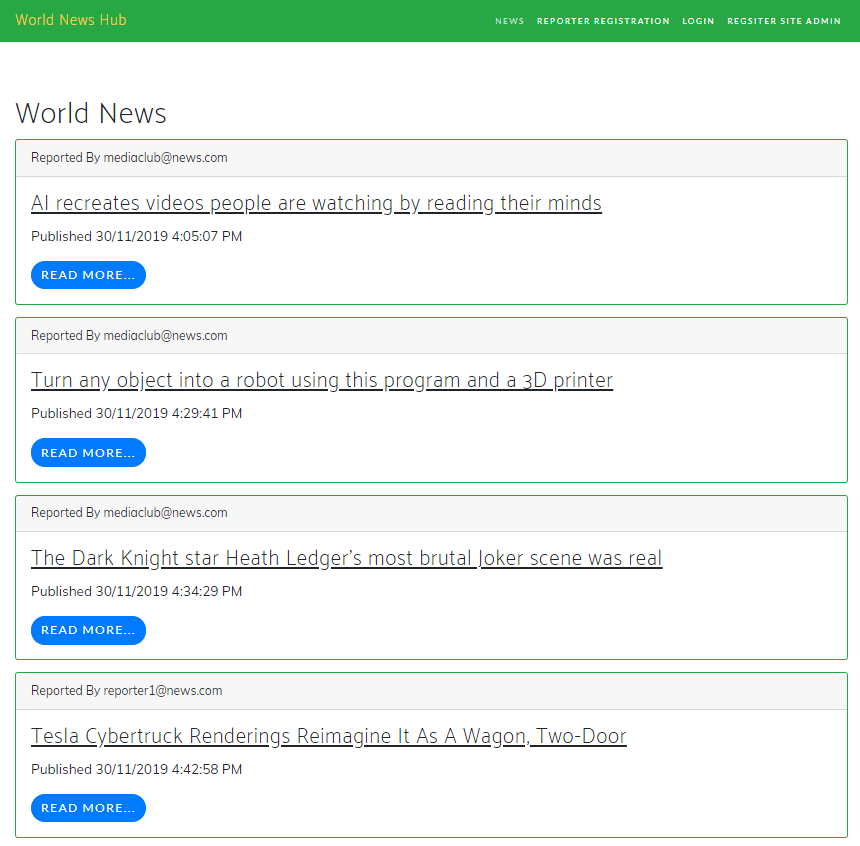 World News Hub
NEWS REPORTER REGISTRATION LOGIN REGSITER SITE ADMIN
World News
Reported By mediaclub@news.com
AI recreates videos people are watching by reading their minds
Published 30/11/2019 4:05:07 PM
READ MORE...
Reported By mediaclub@news.com
Turn any object into a robot using this program and a 3D printer
Published 30/11/2019 4:29:41 PM
READ MORE...
Reported By mediaclub@news.com
The Dark Knight star Heath Ledger's most brutal Joker scene was real
Published 30/11/2019 4:34:29 PM
READ MORE...
Reported By reporter1@news.com
Tesla Cybertruck Renderings Reimagine It As A Wagon, Two-Door
Published 30/11/2019 4:42:58 PM
READ MORE...